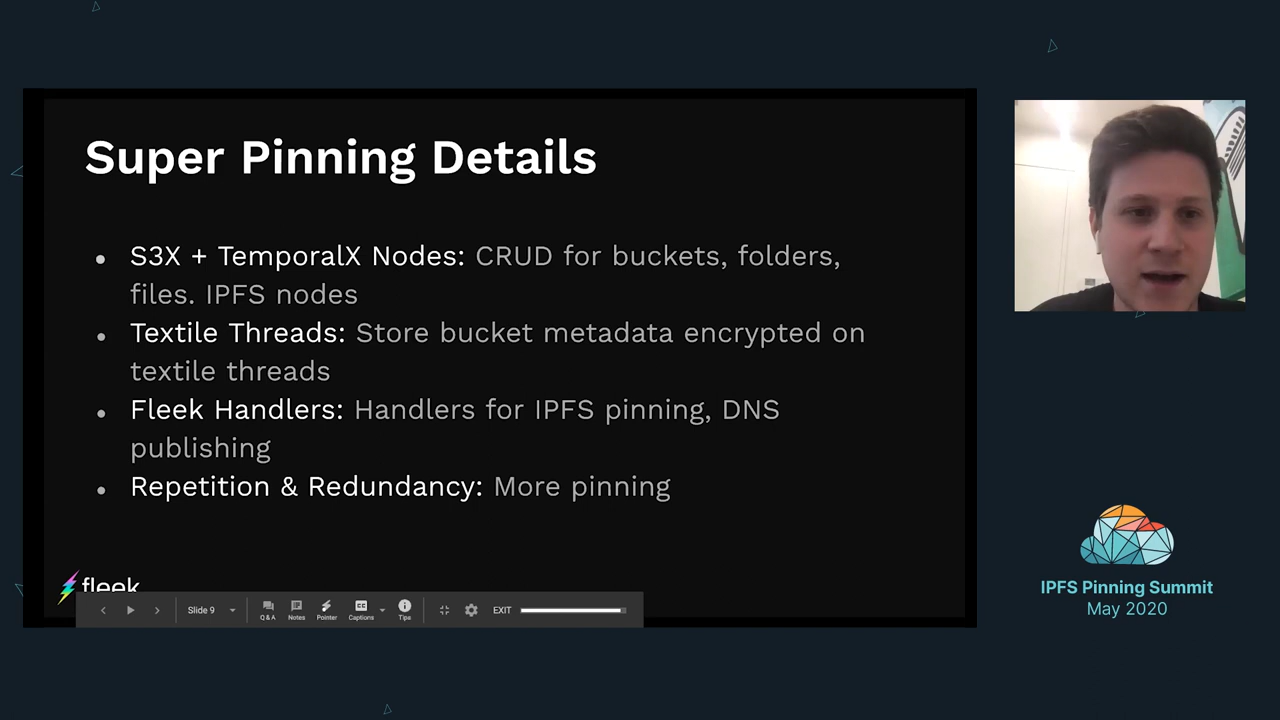 Super Pinning Details
• S3X + TemporalX Nodes: CRUD for buckets, folders,
files. IPFS nodes
• Textile Threads: Store bucket metadata encrypted on
textile threads
• Fleek Handlers: Handlers for IPFS pinning, DNS
publishing
• Repetition & Redundancy: More pinning
fleek
Slide 9
Q & A
Notes
Pointer
Captions
Tips
EXIT
IPFS Pinning Summit
May 2020